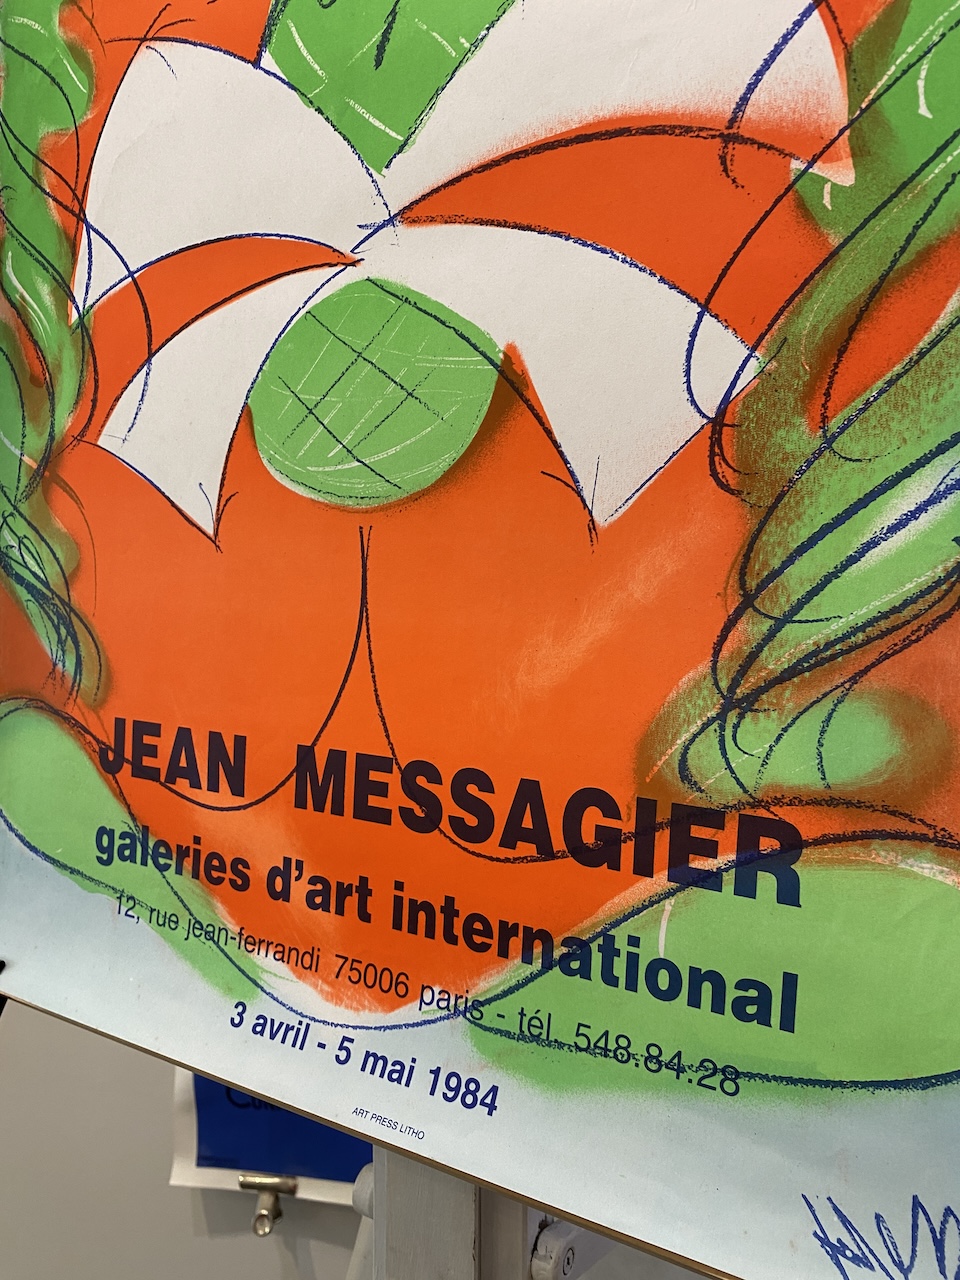 JEAN MESSAGIER
galeries d'art international
12, rue jean-ferrandi 75006 paris - tél. 548.84.28
3 avril - 5 mai 1984
ART PRESS LITHO